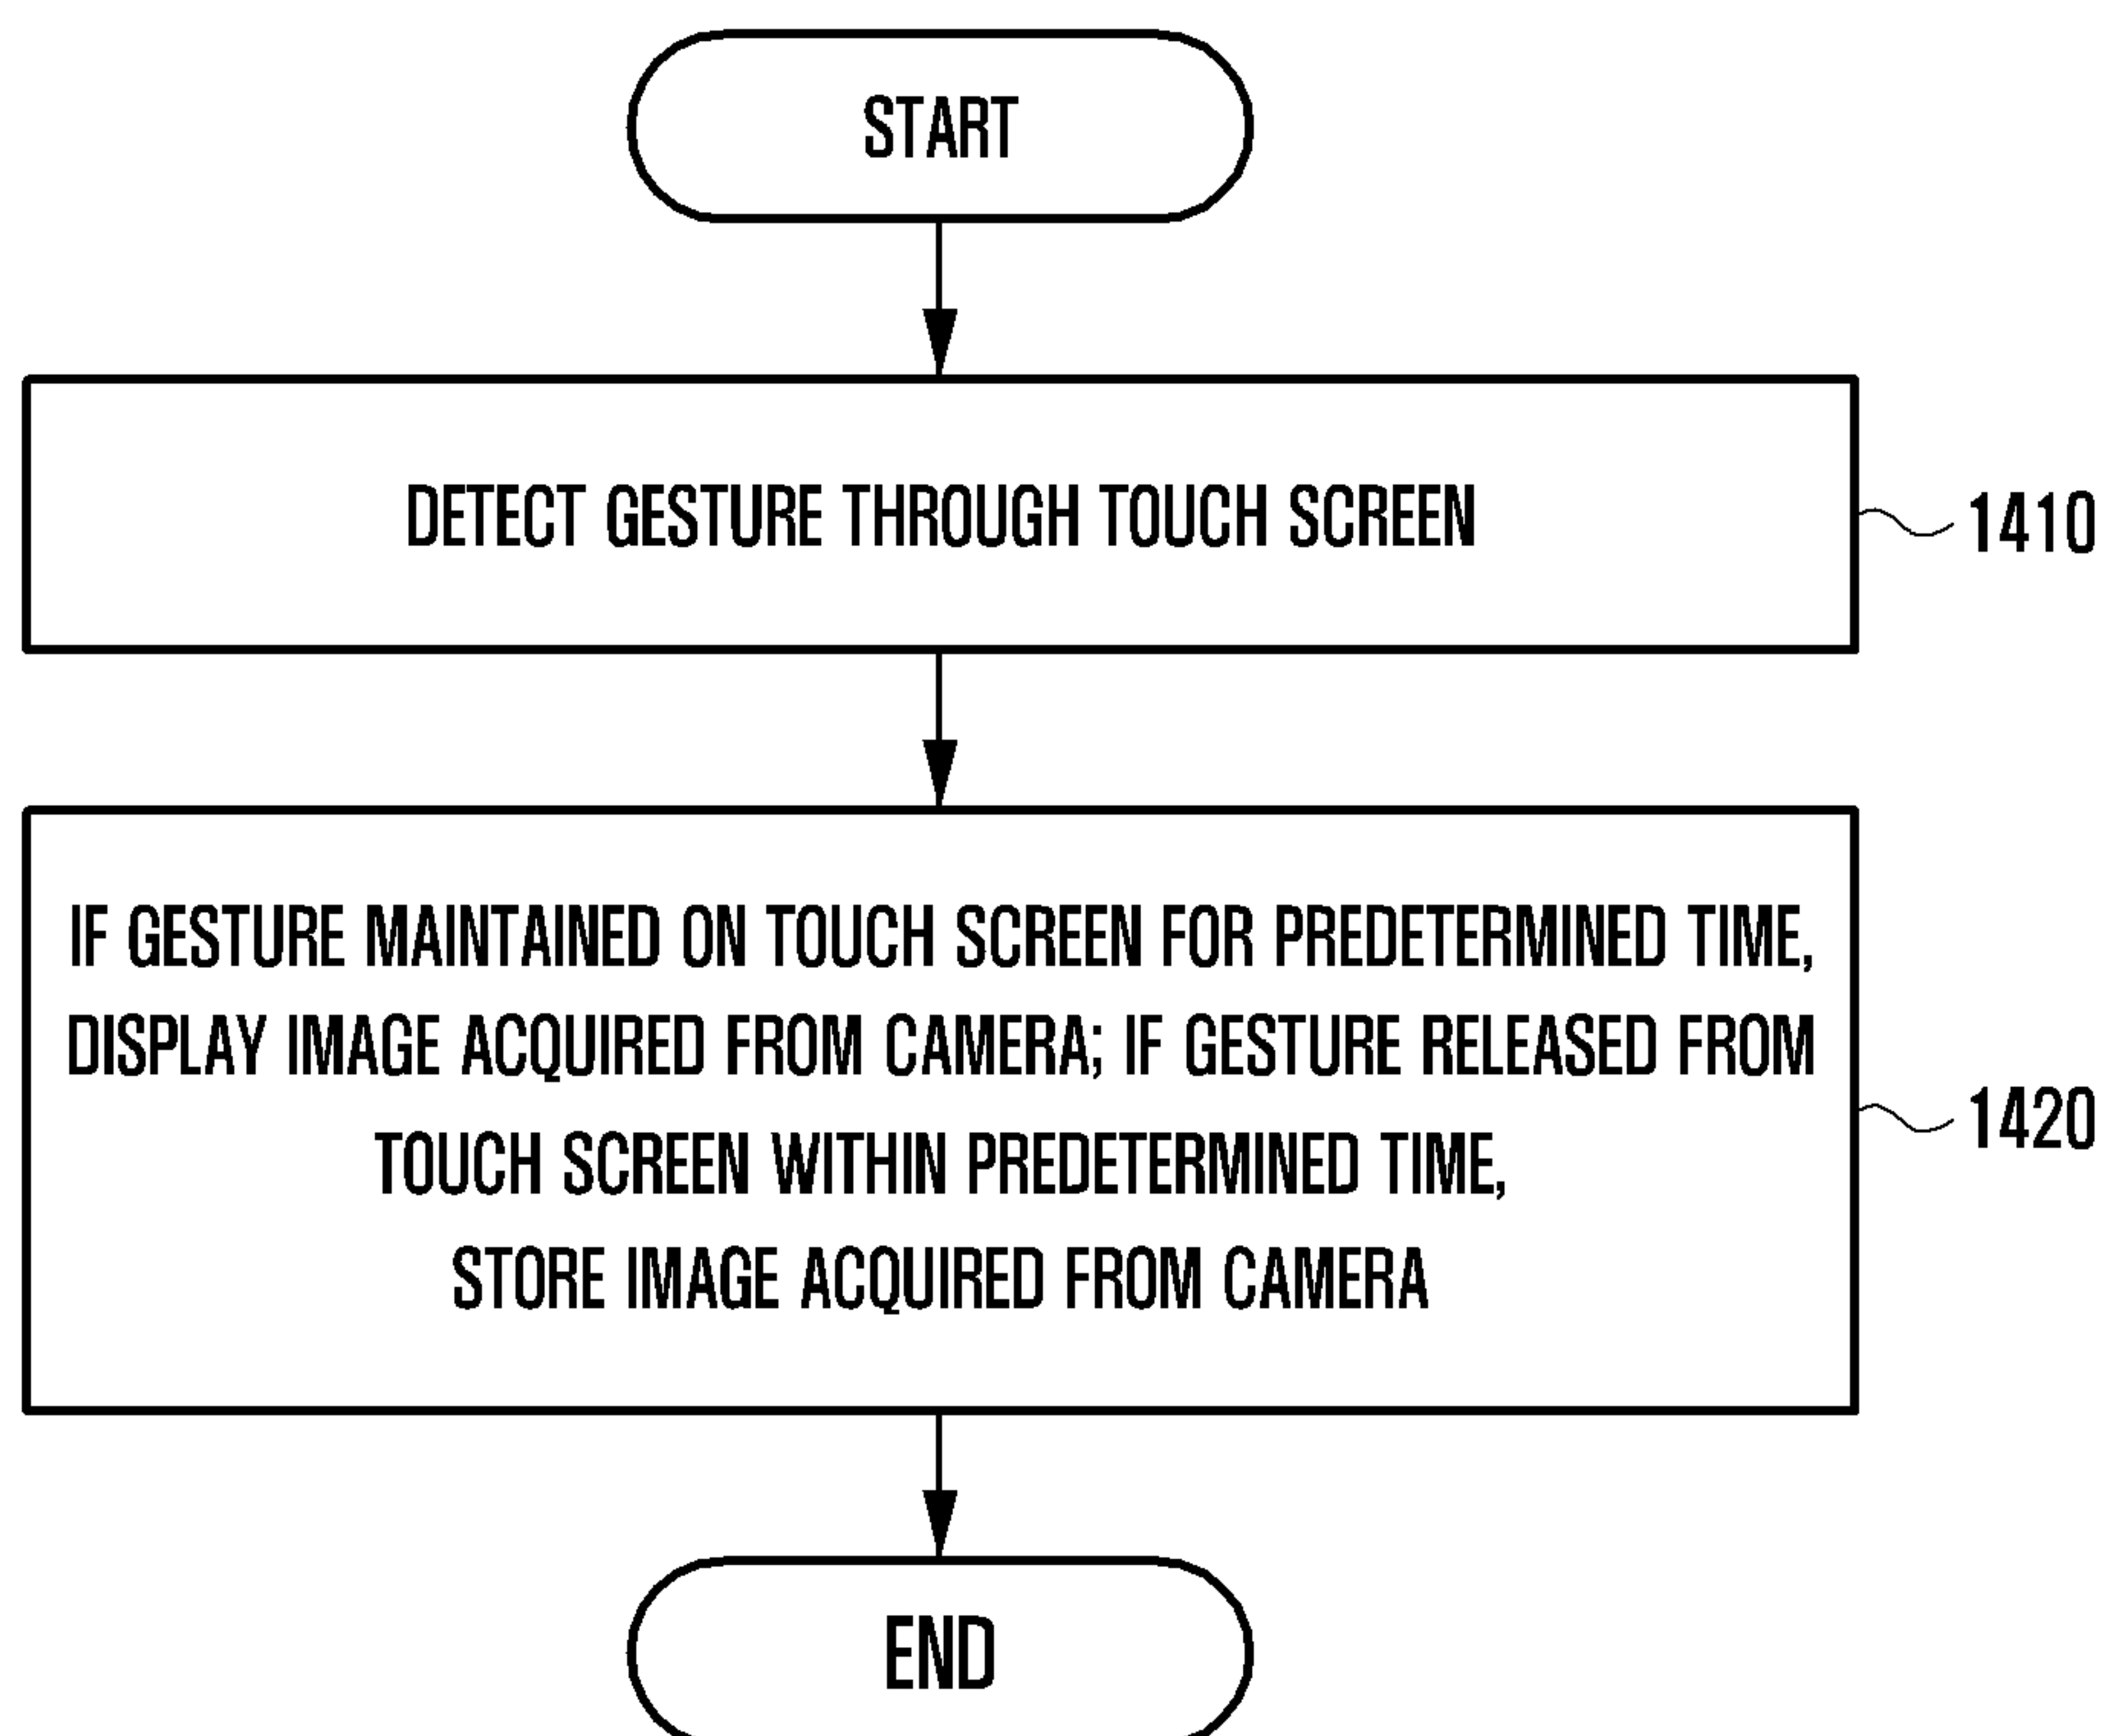 START
DETECT GESTURE THROUGH TOUCH SCREEN
1410
IF GESTURE MAINTAINED ON TOUCH SCREEN FOR PREDETERMINED TIME,
DISPLAY IMAGE ACQUIRED FROM CAMERA; IF GESTURE RELEASED FROM
TOUCH SCREEN WITHIN PREDETERMINED TIME,
STORE IMAGE ACQUIRED FROM CAMERA
1420
END